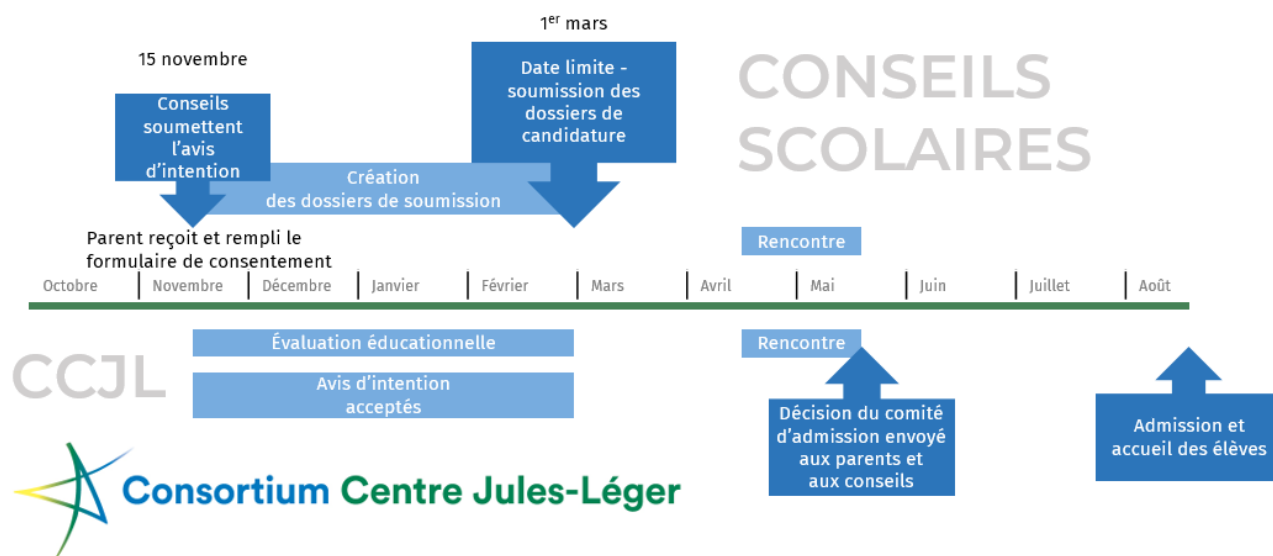 1er mars
15 novembre
Conseils
soumettent
l'avis
d'intention
Date limite -
soumission des
dossiers de
candidature
CONSEILS
SCOLAIRES
Création
des dossiers de soumission
Parent reçoit et rempli le
formulaire de consentement
Rencontre
Octobre Novembre Décembre Janvier Février Mars Avril Mai Juin Juillet Août
CCJL
Évaluation éducationnelle
Rencontre
Avis d'intention
acceptés
Décision du comité
d'admission envoyé
aux parents et
aux conseils
Admission et
accueil des élèves
Consortium Centre Jules-Léger